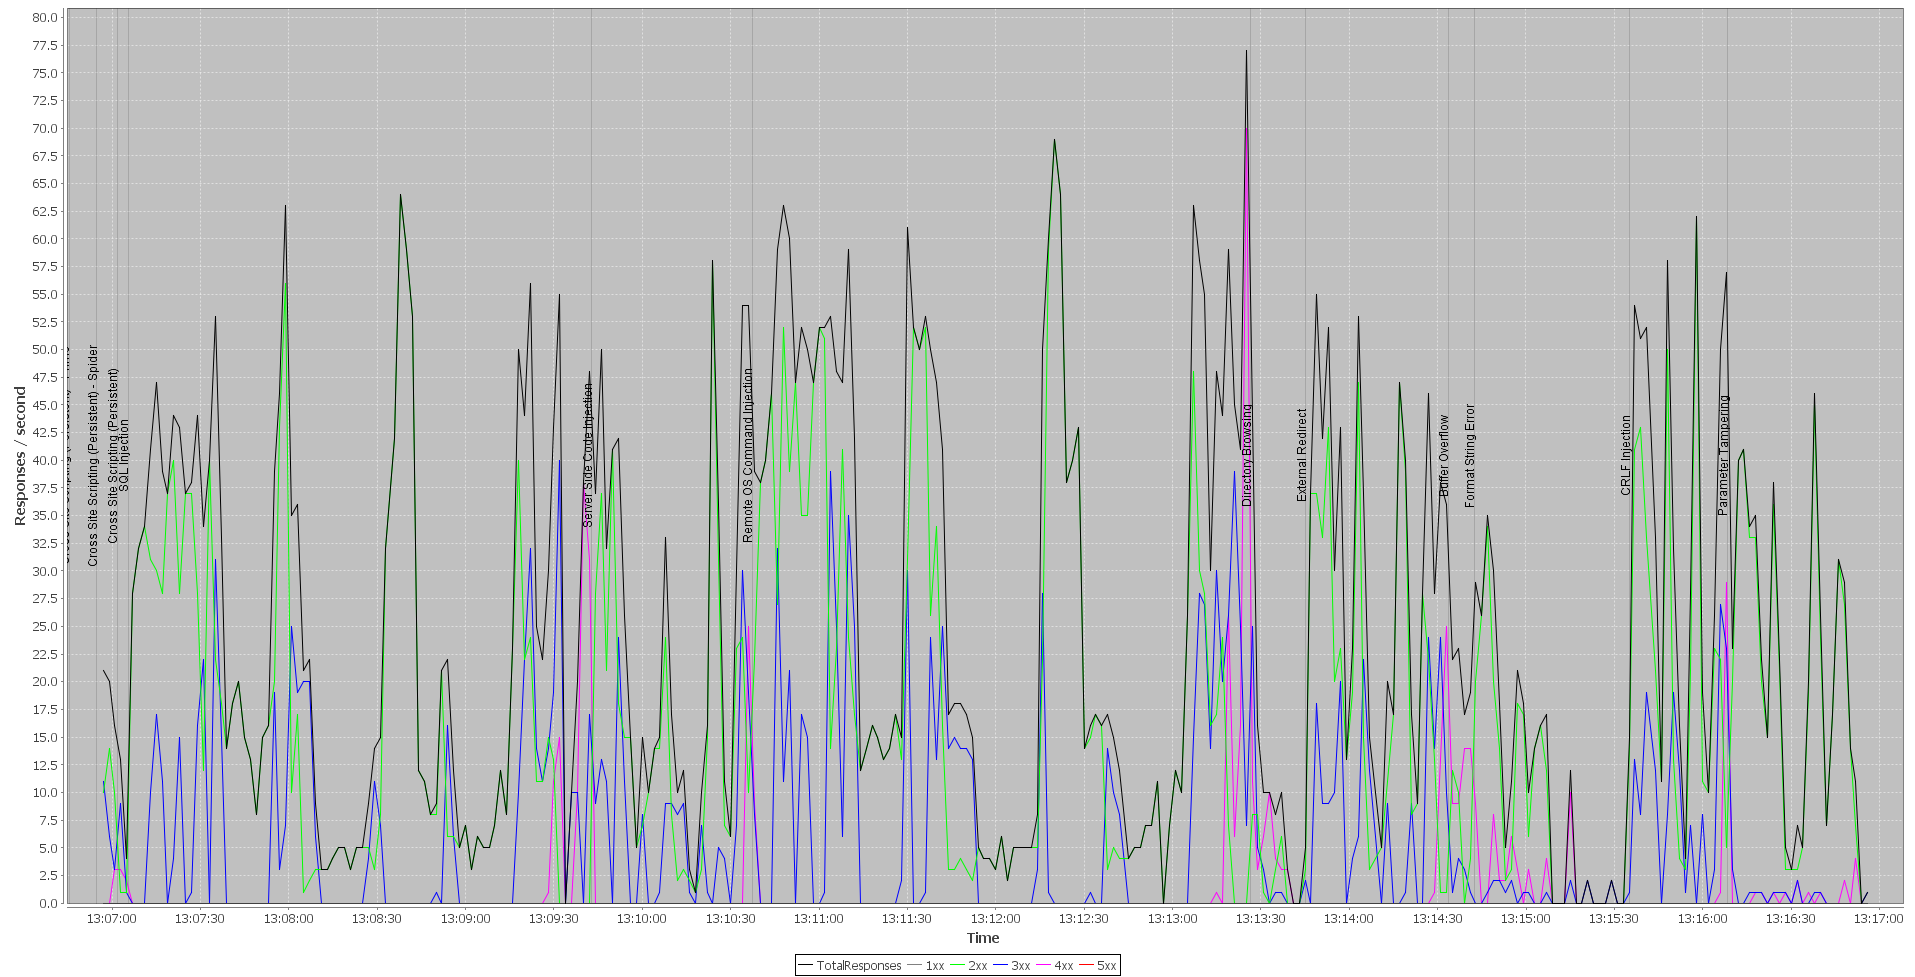 80.0
77.5
75.0
72.5
70.0
67.5
65.0
62.5
60.0
57.5
55.0
52.5
50.0
47.5
45.0
42.5
40.0
37.5
35.0
32.5
30.0
27.5
25.0
22.5
20.0
17.5
15.0
12.5
10.0
7.5
5.0
2.5
0.0
Responses / second
Cross Site Scripting (Persistent) - Spider
Cross Site Scripting (Persistent)
SQL Injection
Server Side Code Injection
Remote OS Command Injection
Directory Browsing
External Redirect
Buffer Overflow
Format String Error
CRLF Injection
Parameter Tampering
13:07:00 13:07:30 13:08:00 13:08:30 13:09:00 13:09:30 13:10:00 13:10:30 13:11:00 13:11:30 13:12:00 13:12:30 13:13:00 13:13:30 13:14:00 13:14:30 13:15:00 13:15:30 13:16:00 13:16:30 13:17:00
Time
TotalResponses 1xx 2xx 3xx 4xx 5xx